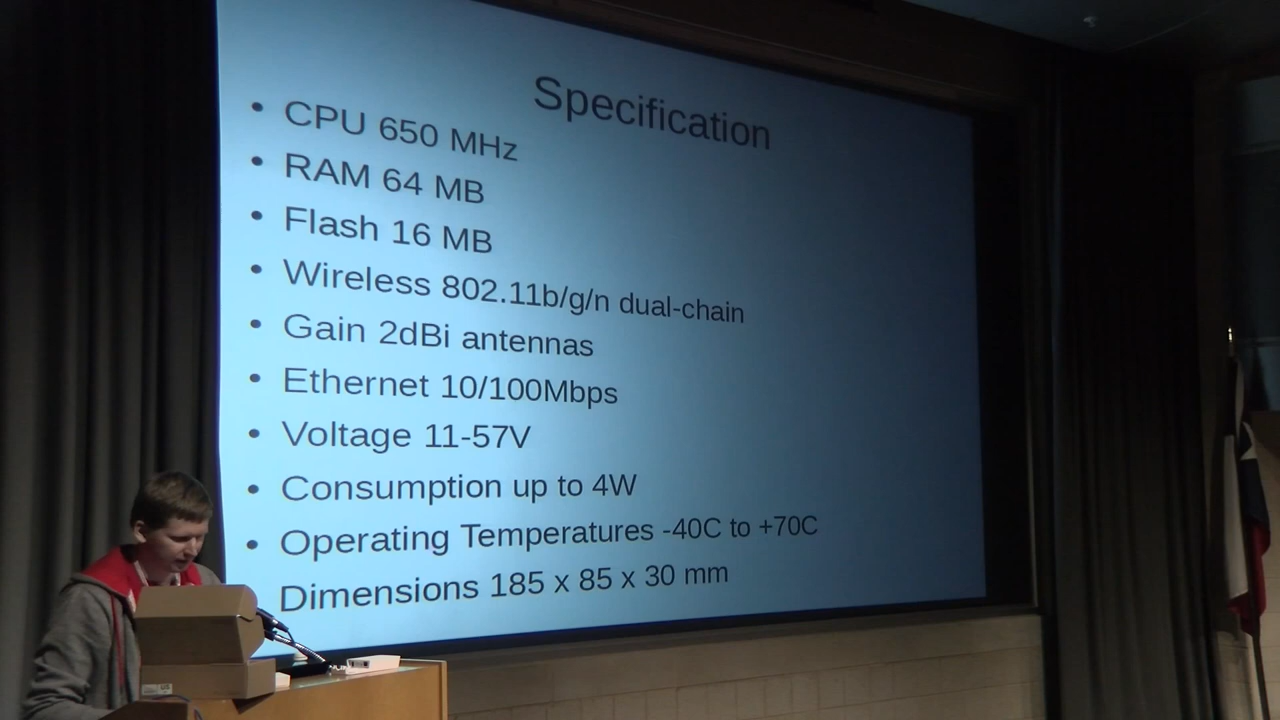 Specification
• CPU 650 MHz
• RAM 64 MB
• Flash 16 MB
• Wireless 802.11b/g/n dual-chain
• Gain 2dBi antennas
• Ethernet 10/100Mbps
• Voltage 11-57V
• Consumption up to 4W
• Operating Temperatures -40C to +70C
Dimensions 185 x 85 x 30 mm